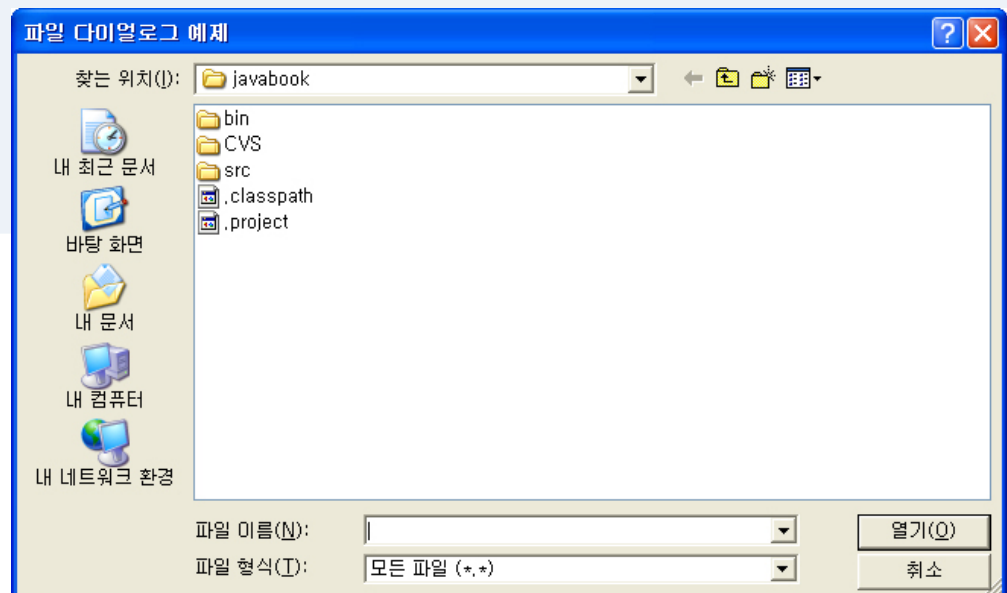 파일 다이얼로그 예제
찾는 위치(I): javabook
bin
CVS
src
.classpath
.project
내 최근 문서
바탕 화면
내 문서
내 컴퓨터
내 네트워크 환경
파일 이름(N): 열기(O)
파일 형식(T): 모든 파일 (*.*) 취소